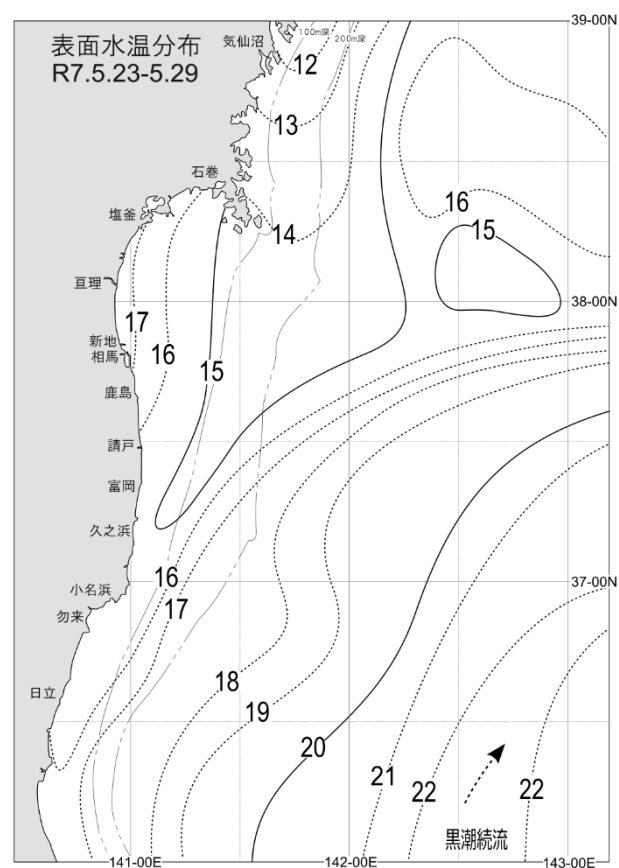 表面水温分布
R7.5.23-5.29
39-00N
気仙沼
100m深
200m深
12
13
石巻
16
塩釜
15
14
亘理
38-00N
17
新地
16
相馬
15
鹿島
請戸
富岡
久之浜
16
37-00N
小名浜
17
勿来
18
日立
19
20
21
22
22
黒潮続流
141-00E
142-00E
143-00E